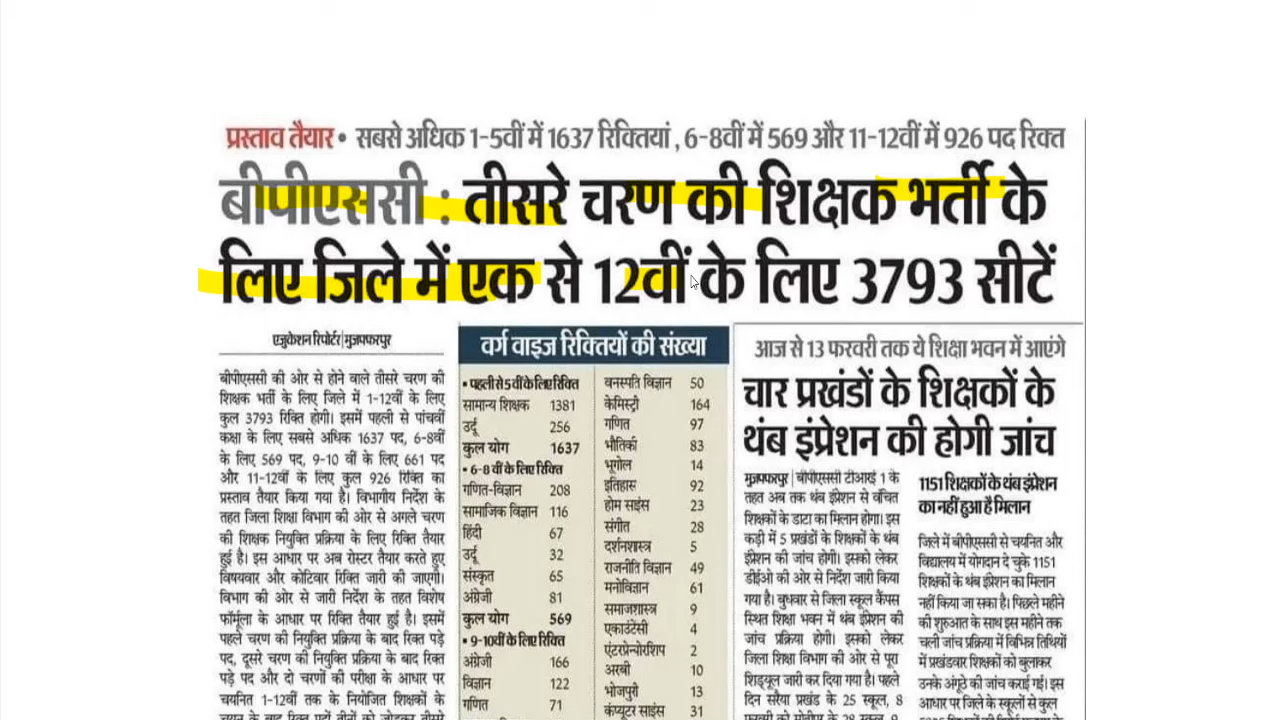 प्रस्ताव तैयार • सबसे अधिक 1-5वीं में 1637 रिक्तियां , 6-8वीं में 569 और 11-12वीं में 926 पद रिक्त
बीपीएससी : तीसरे चरण की शिक्षक भर्ती के
लिए जिले में एक से 12वीं के लिए 3793 सीटें
एजुकेशन रिपोर्टर|मुजफ्फरपुर
बीपीएससी की ओर से होने वाले तीसरे चरण की
शिक्षक भर्ती के लिए जिले में 1-12वीं के लिए
कुल 3793 रिक्ति होगी। इसमें पहली से पांचवीं
कक्षा के लिए सबसे अधिक 1637 पद, 6-8वीं
के लिए 569 पद, 9-10 वीं के लिए 661 पद
और 11-12वीं के लिए कुल 926 रिक्ति का
प्रस्ताव तैयार किया गया है। विभागीय निर्देश के
तहत जिला शिक्षा विभाग की ओर से अगले चरण
की शिक्षक नियुक्ति प्रक्रिया के लिए रिक्ति तैयार
हुई है। इस आधार पर अब रोस्टर तैयार करते हुए
विषयवार और कोटिवार रिक्ति जारी की जाएगी।
विभाग की ओर से जारी निर्देश के तहत विशेष
फॉर्मूला के आधार पर रिक्ति तैयार हुई है। इसमें
पहले चरण की नियुक्ति प्रक्रिया के बाद रिक्त पड़े
पद, दूसरे चरण की नियुक्ति प्रक्रिया के बाद रिक्त
पड़े पद और दो चरणों की परीक्षा के आधार पर
चयनित 1-12वीं तक के नियोजित शिक्षकों के
चयन के बाद रिक्त पदों तीनों को जोड़कर तीसरे
वर्ग वाइज रिक्तियों की संख्या
• पहली से 5वीं के लिए रिक्ति
सामान्य शिक्षक 1381
उर्दू 256
कुल योग 1637
• 6-8 वीं के लिए रिक्ति
गणित-विज्ञान 208
सामाजिक विज्ञान 116
हिंदी 67
उर्दू 32
संस्कृत 65
अंग्रेजी 81
कुल योग 569
• 9-10वीं के लिए रिक्ति
अंग्रेजी 166
विज्ञान 122
गणित 71
वनस्पति विज्ञान 50
केमिस्ट्री 164
गणित 97
भौतिकी 83
भूगोल 14
इतिहास 92
होम साइंस 23
संगीत 28
दर्शनशास्त्र 5
राजनीति विज्ञान 49
मनोविज्ञान 61
समाजशास्त्र 9
एकाउंटेंसी 4
एंटरप्रेन्योरशिप 2
अरबी 10
भोजपुरी 13
कंप्यूटर साइंस 31
आज से 13 फरवरी तक ये शिक्षा भवन में आएंगे
चार प्रखंडों के शिक्षकों के
थंब इंप्रेशन की होगी जांच
मुजफ्फरपुर | बीपीएससी टीआरई 1 के
तहत अब तक थंब इंप्रेशन से वंचित
शिक्षकों के डाटा का मिलान होगा। इस
कड़ी में 5 प्रखंडों के शिक्षकों के थंब
इंप्रेशन की जांच होगी। इसको लेकर
डीईओ की ओर से निर्देश जारी किया
गया है। बुधवार से जिला स्कूल कैंपस
स्थित शिक्षा भवन में थंब इंप्रेशन की
जांच प्रक्रिया होगी। इसको लेकर
जिला शिक्षा विभाग की ओर से पूरा
शिड्यूल जारी कर दिया गया है। पहले
दिन सरैया प्रखंड के 25 स्कूल, 8
1151 शिक्षकों के थंब इंप्रेशन
का नहीं हुआ है मिलान
जिले में बीपीएससी से चयनित और
विद्यालय में योगदान दे चुके 1151
शिक्षकों के थंब इंप्रेशन का मिलान
नहीं किया जा सका है। पिछले महीने
की शुरुआत के साथ इस महीने तक
चली जांच प्रक्रिया में विभिन्न तिथियों
में प्रखंडवार शिक्षकों को बुलाकर
उनके अंगूठे की जांच कराई गई। इस
आधार पर जिले के स्कूलों से कुल